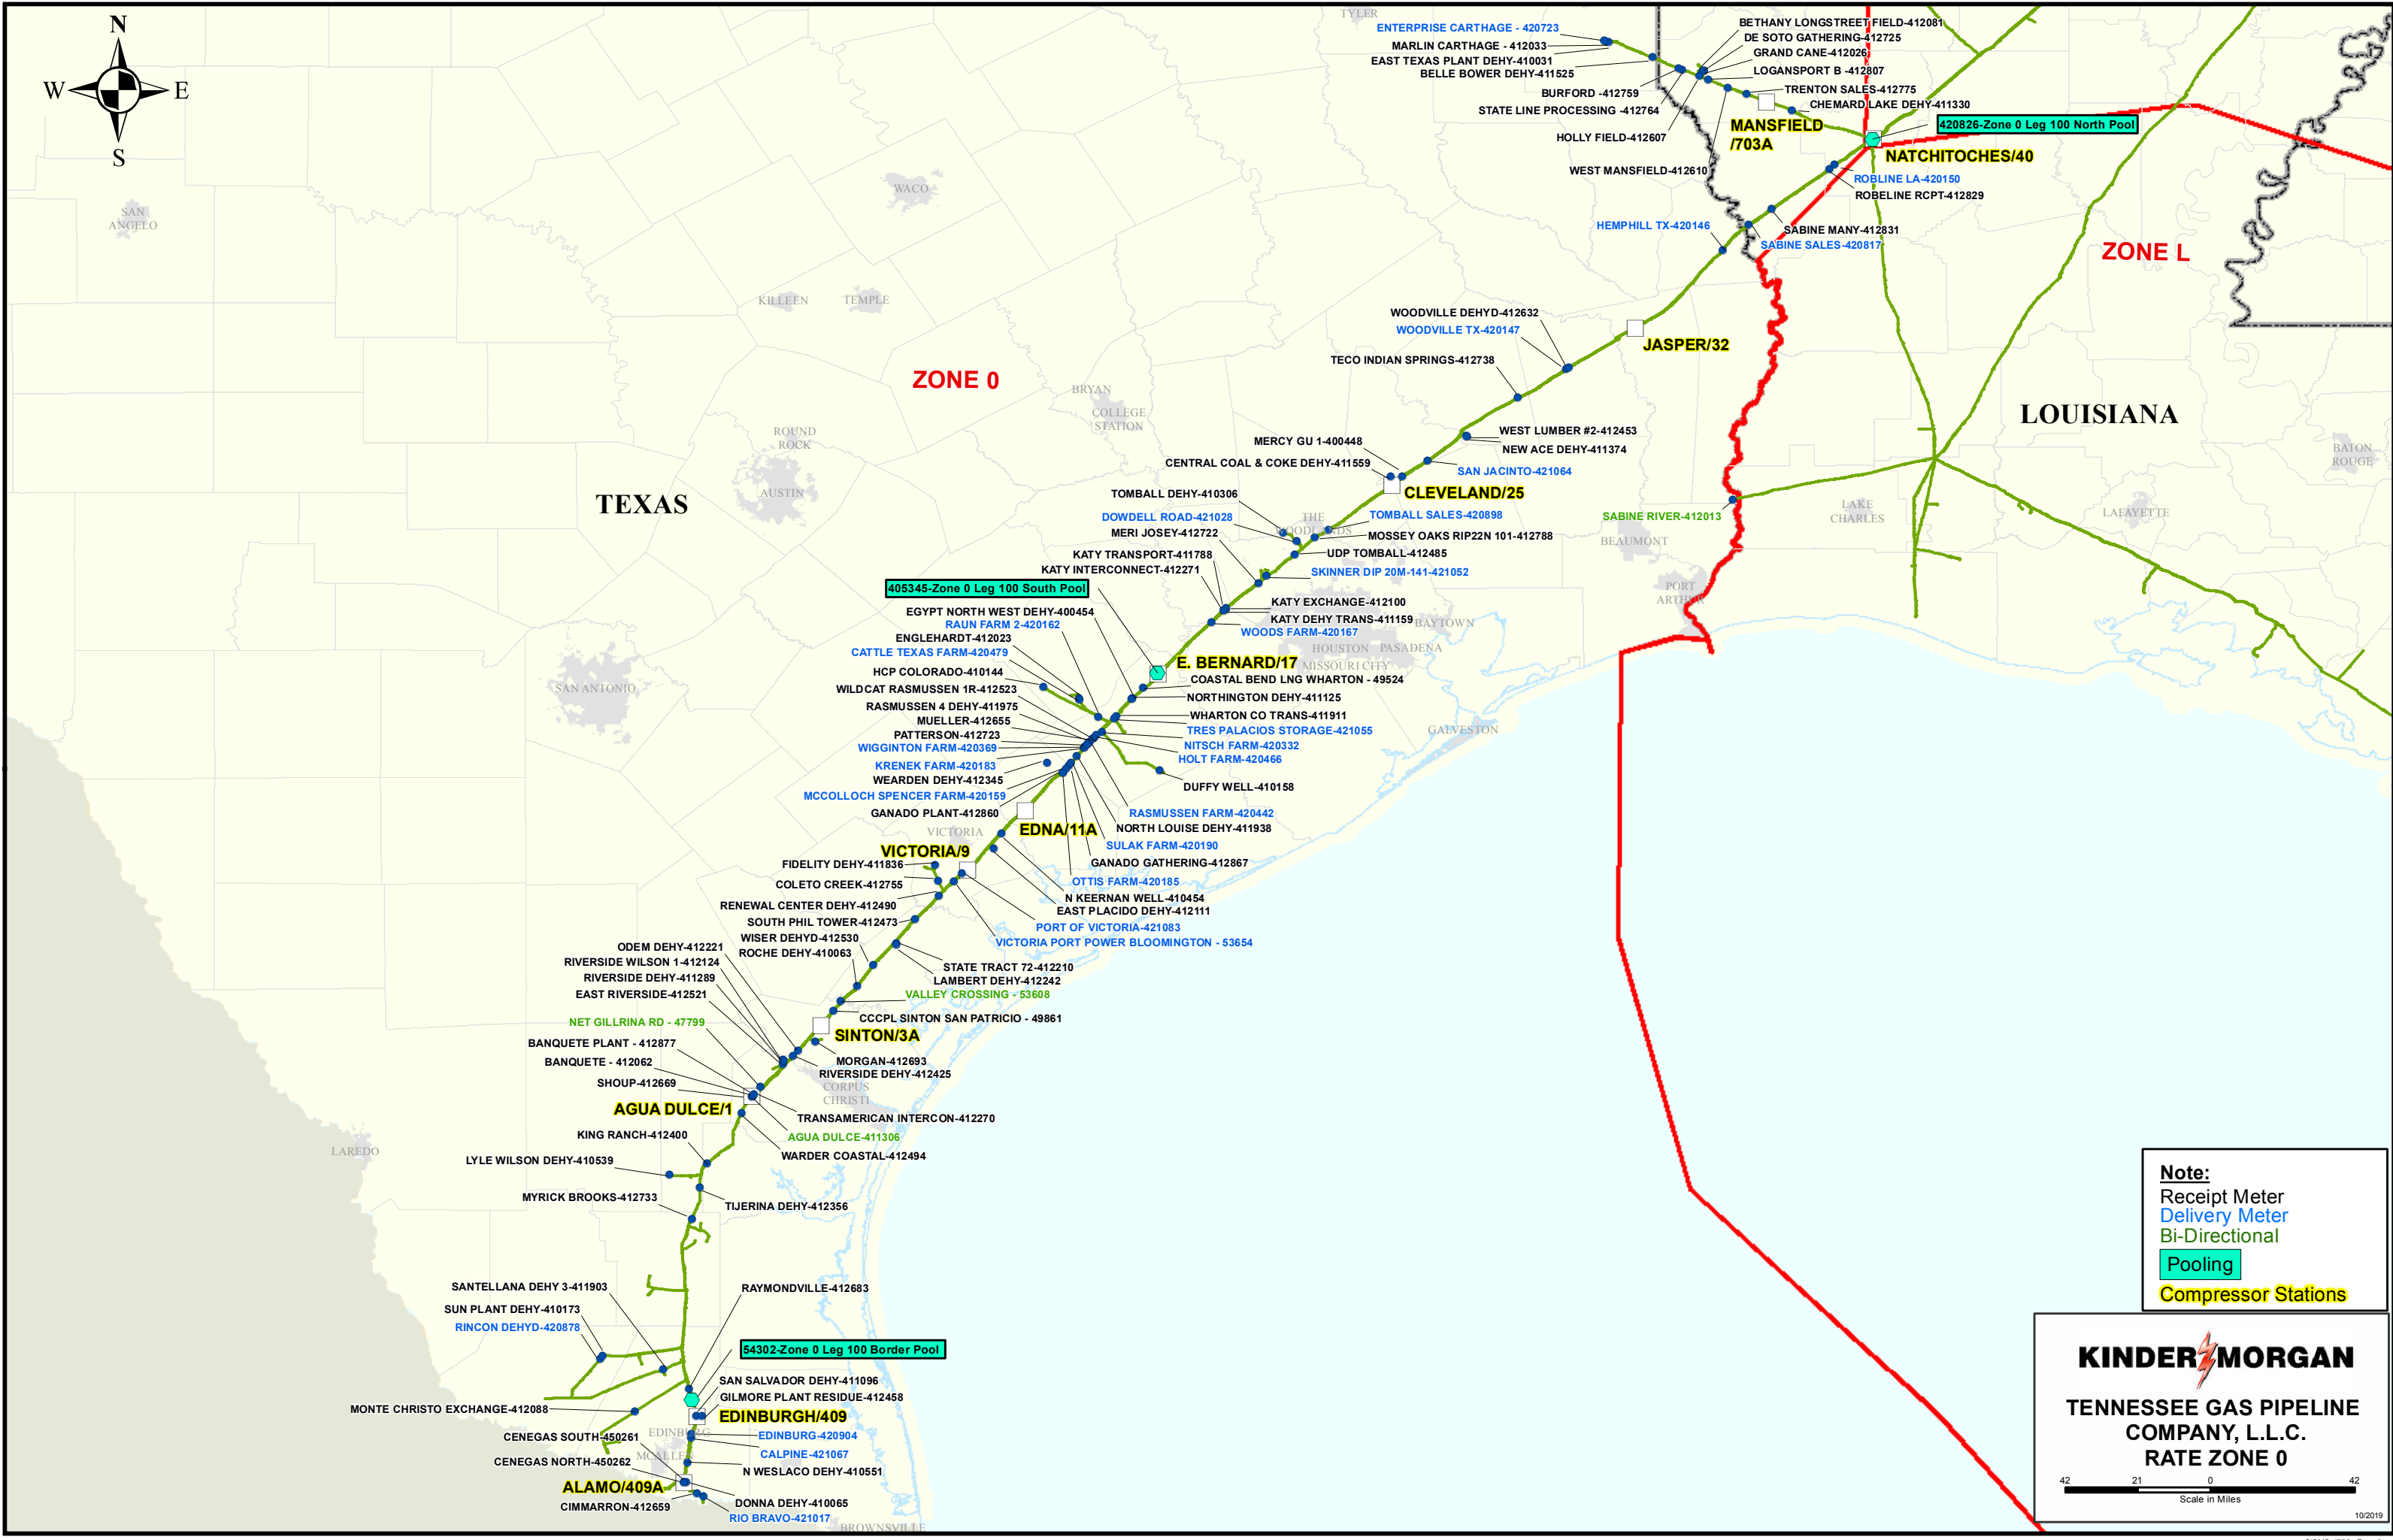 N
W
E
S
TYLER
ENTERPRISE CARTHAGE - 420723
MARLIN CARTHAGE - 412033
EAST TEXAS PLANT DEHY-410031
BELLE BOWER DEHY-411525
BURFORD -412759
STATE LINE PROCESSING -412764
HOLLY FIELD-412607
WEST MANSFIELD-412610
BETHANY LONGSTREET FIELD-412081
DE SOTO GATHERING-412725
GRAND CANE-412026
LOGANSPORT B -412807
TRENTON SALES-412775
CHEMARD LAKE DEHY-411330
MANSFIELD
/703A
420826-Zone 0 Leg 100 North Pool
NATCHITOCHES/40
ROBLINE LA-420150
ROBELINE RCPT-412829
HEMPHILL TX-420146
SABINE MANY-412831
SABINE SALES-420817
ZONE L
WACO
SAN
ANGELO
KILLEEN
TEMPLE
WOODVILLE DEHYD-412632
WOODVILLE TX-420147
JASPER/32
TECO INDIAN SPRINGS-412738
ZONE 0
BRYAN
COLLEGE
STATION
LOUISIANA
ROUND
ROCK
AUSTIN
TEXAS
MERCY GU 1-400448
CENTRAL COAL & COKE DEHY-411559
WEST LUMBER #2-412453
NEW ACE DEHY-411374
SAN JACINTO-421064
CLEVELAND/25
BATON
ROUGE
LAKE
CHARLES
LAFAYETTE
SABINE RIVER-412013
BEAUMONT
PORT
ARTHUR
TOMBALL DEHY-410306
DOWDELL ROAD-421028
MERI JOSEY-412722
THE
WOODLANDS
TOMBALL SALES-420898
MOSSEY OAKS RIP22N 101-412788
UDP TOMBALL-412485
KATY TRANSPORT-411788
KATY INTERCONNECT-412271
SKINNER DIP 20M-141-421052
405345-Zone 0 Leg 100 South Pool
KATY EXCHANGE-412100
KATY DEHY TRANS-411159
WOODS FARM-420167
BAYTOWN
HOUSTON
PASADENA
MISSOURI CITY
EGYPT NORTH WEST DEHY-400454
RAUN FARM 2-420162
ENGLEHARDT-412023
CATTLE TEXAS FARM-420479
HCP COLORADO-410144
WILDCAT RASMUSSEN 1R-412523
RASMUSSEN 4 DEHY-411975
MUELLER-412655
PATTERSON-412723
WIGGINTON FARM-420369
KRENEK FARM-420183
WEARDEN DEHY-412345
MCCOLLOCH SPENCER FARM-420159
GANADO PLANT-412860
E. BERNARD/17
COASTAL BEND LNG WHARTON - 49524
NORTHINGTON DEHY-411125
WHARTON CO TRANS-411911
TRES PALACIOS STORAGE-421055
NITSCH FARM-420332
HOLT FARM-420466
GALVESTON
DUFFY WELL-410158
SAN ANTONIO
RASMUSSEN FARM-420442
NORTH LOUISE DEHY-411938
SULAK FARM-420190
GANADO GATHERING-412867
OTTIS FARM-420185
N KEERNAN WELL-410454
EAST PLACIDO DEHY-412111
PORT OF VICTORIA-421083
VICTORIA PORT POWER BLOOMINGTON - 53654
EDNA/11A
VICTORIA
VICTORIA/9
FIDELITY DEHY-411836
COLETO CREEK-412755
RENEWAL CENTER DEHY-412490
SOUTH PHIL TOWER-412473
WISER DEHYD-412530
ROCHE DEHY-410063
STATE TRACT 72-412210
LAMBERT DEHY-412242
VALLEY CROSSING - 53608
CCCPL SINTON SAN PATRICIO - 49861
SINTON/3A
ODEM DEHY-412221
RIVERSIDE WILSON 1-412124
RIVERSIDE DEHY-411289
EAST RIVERSIDE-412521
NET GILLRINA RD - 47799
BANQUETE PLANT - 412877
BANQUETE - 412062
SHOUP-412669
MORGAN-412693
RIVERSIDE DEHY-412425
CORPUS
CHRISTI
AGUA DULCE/1
TRANSAMERICAN INTERCON-412270
AGUA DULCE-411306
WARDER COASTAL-412494
LAREDO
KING RANCH-412400
LYLE WILSON DEHY-410539
MYRICK BROOKS-412733
TIJERINA DEHY-412356
SANTELLANA DEHY 3-411903
SUN PLANT DEHY-410173
RINCON DEHYD-420878
RAYMONDVILLE-412683
54302-Zone 0 Leg 100 Border Pool
SAN SALVADOR DEHY-411096
GILMORE PLANT RESIDUE-412458
MONTE CHRISTO EXCHANGE-412088
EDINBURGH/409
EDINBURG
EDINBURG-420904
CENEGAS SOUTH-450261
CENEGAS NORTH-450262
MCALLEN
CALPINE-421067
N WESLACO DEHY-410551
ALAMO/409A
CIMMARRON-412659
DONNA DEHY-410065
RIO BRAVO-421017
BROWNSVILLE
Note:
Receipt Meter
Delivery Meter
Bi-Directional
Pooling
Compressor Stations
KINDER MORGAN
TENNESSEE GAS PIPELINE
COMPANY, L.L.C.
RATE ZONE 0
42 21 0 42
Scale in Miles
10/2019